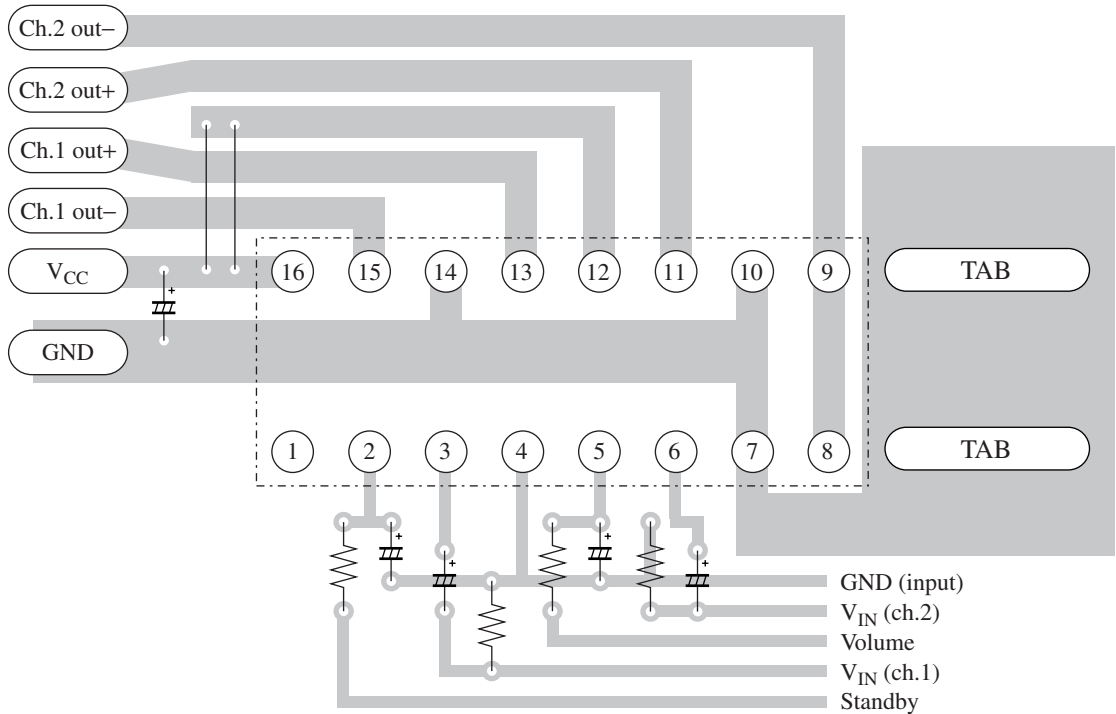 Ch.2 out−
Ch.2 out+
Ch.1 out+
Ch.1 out−
VCC
GND
16 15 14 13 12 11 10 9 TAB
1 2 3 4 5 6 7 8 TAB
+
+
+
+
+
GND (input)
VIN (ch.2)
Volume
VIN (ch.1)
Standby